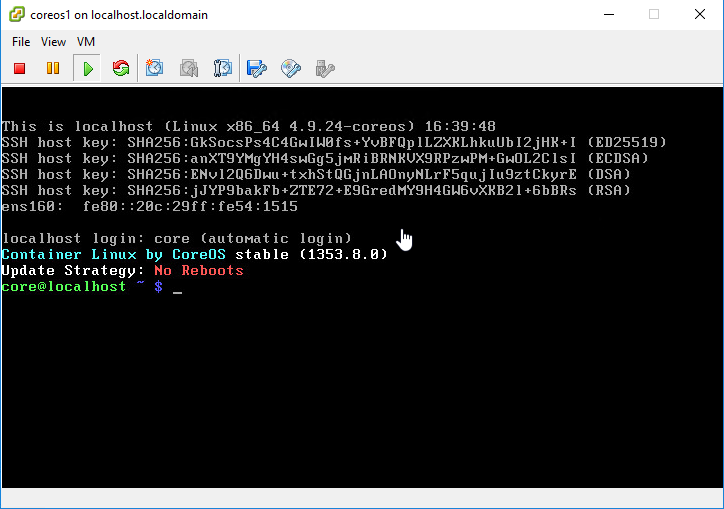 coreos1 on localhost.localdomain
File View VM
This is localhost (Linux x86_64 4.9.24-coreos) 16:39:48
SSH host key: SHA256:GkSocsPs4C4GwIW0fs+YvBFQplLZXKLhkuUbI2jHK+I (ED25519)
SSH host key: SHA256:anXT9YMgYH4swGg5jmRiBRNKVX9RPzwPM+GwOL2ClsI (ECDSA)
SSH host key: SHA256:ENvl2Q6Dwu+txhStQGjnLAOnyNLrF5qujIu9ztCkyrE (DSA)
SSH host key: SHA256:jJYP9bakFb+ZTE72+E9GredMY9H4GW6vXKB2l+6bBRs (RSA)
ens160: fe80::20c:29ff:fe54:1515
localhost login: core (automatic login)
Container Linux by CoreOS stable (1353.8.0)
Update Strategy: No Reboots
core@localhost ~ $ _